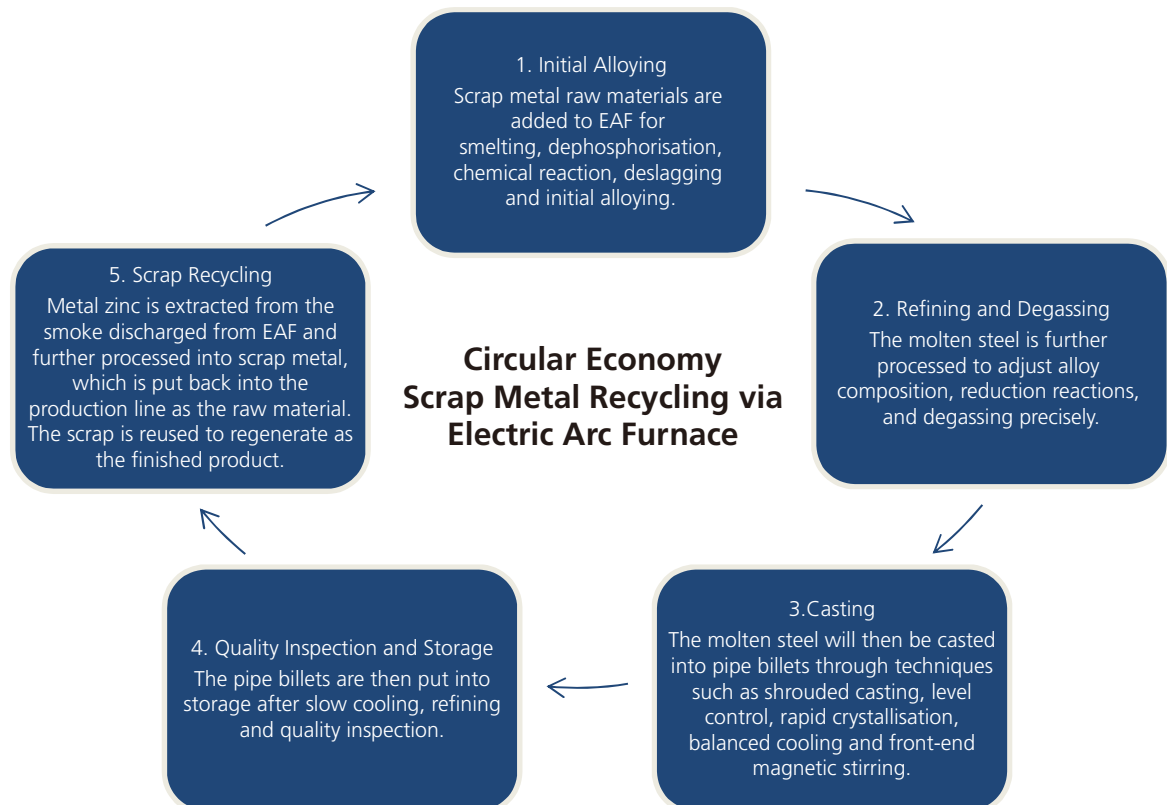 1. Initial Alloying
Scrap metal raw materials are
added to EAF for
smelting, dephosphorisation,
chemical reaction, deslagging
and initial alloying.
2. Refining and Degassing
The molten steel is further
processed to adjust alloy
composition, reduction reactions,
and degassing precisely.
3.Casting
The molten steel will then be casted
into pipe billets through techniques
such as shrouded casting, level
control, rapid crystallisation,
balanced cooling and front-end
magnetic stirring.
4. Quality Inspection and Storage
The pipe billets are then put into
storage after slow cooling, refining
and quality inspection.
5. Scrap Recycling
Metal zinc is extracted from the
smoke discharged from EAF and
further processed into scrap metal,
which is put back into the
production line as the raw material.
The scrap is reused to regenerate as
the finished product.
Circular Economy
Scrap Metal Recycling via
Electric Arc Furnace